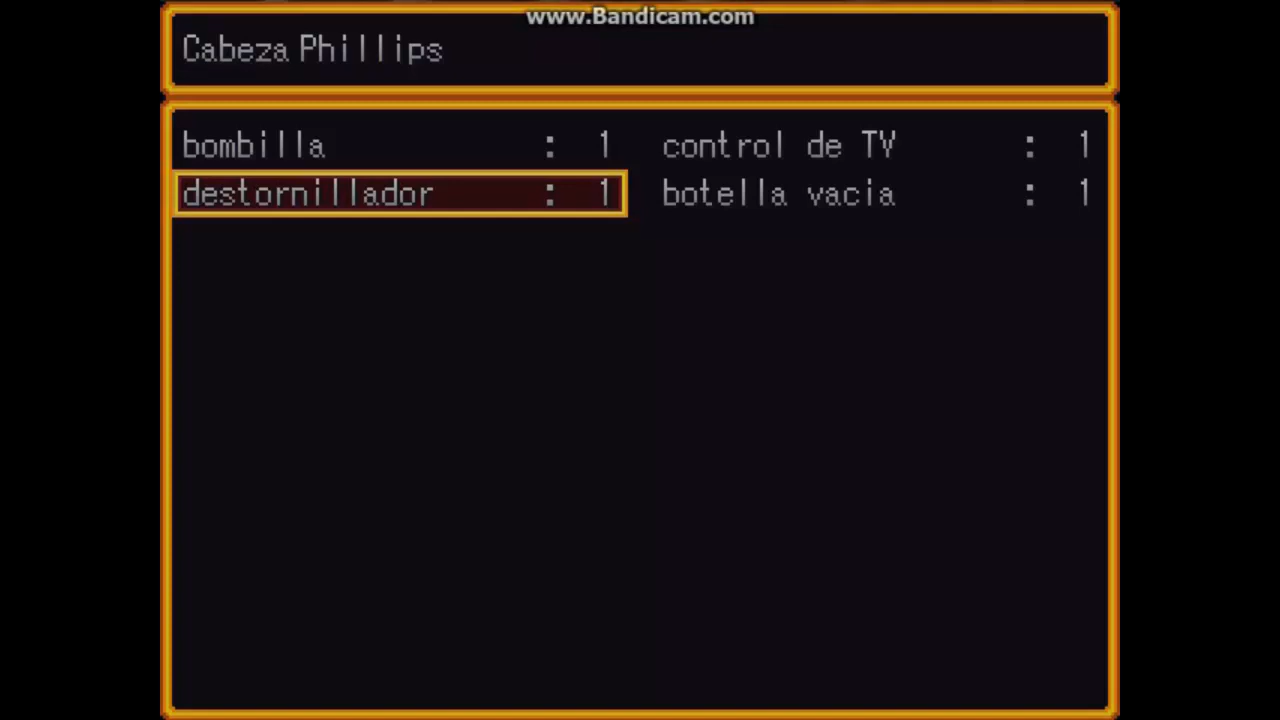 www.Bandicam.com
Cabeza Phillips
bombilla : 1 control de TV : 1
destornillador : 1 botella vacia : 1